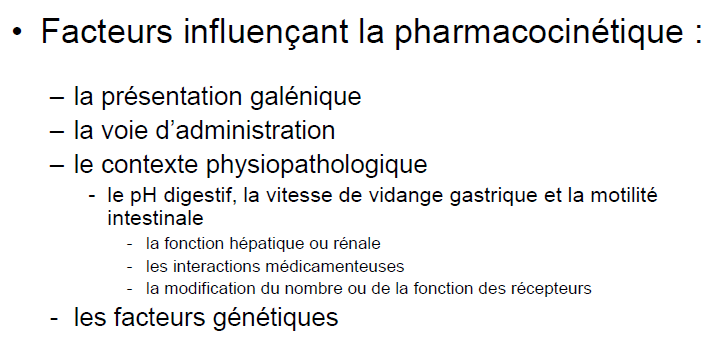 • Facteurs influençant la pharmacocinétique :
– la présentation galénique
– la voie d'administration
– le contexte physiopathologique
- le pH digestif, la vitesse de vidange gastrique et la motilité
intestinale
- la fonction hépatique ou rénale
- les interactions médicamenteuses
- la modification du nombre ou de la fonction des récepteurs
- les facteurs génétiques